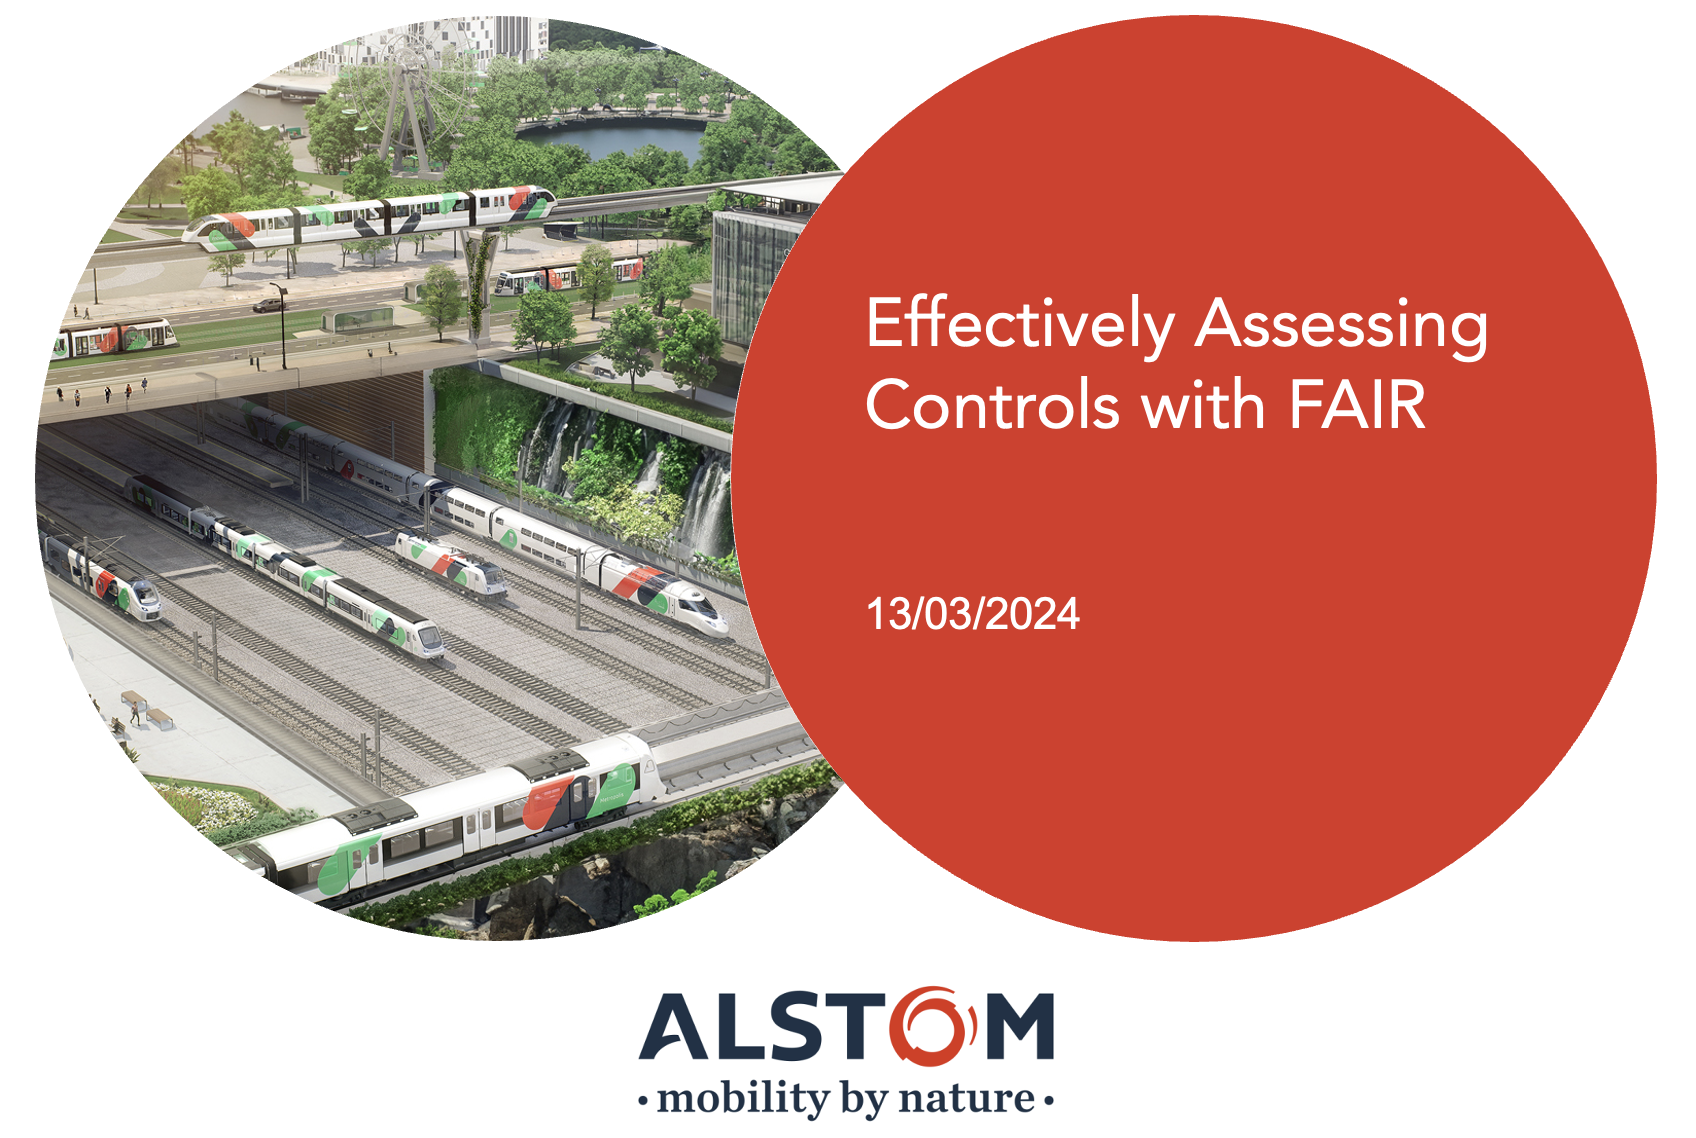 Effectively Assessing
Controls with FAIR
13/03/2024
ALSTOM
• mobility by nature •